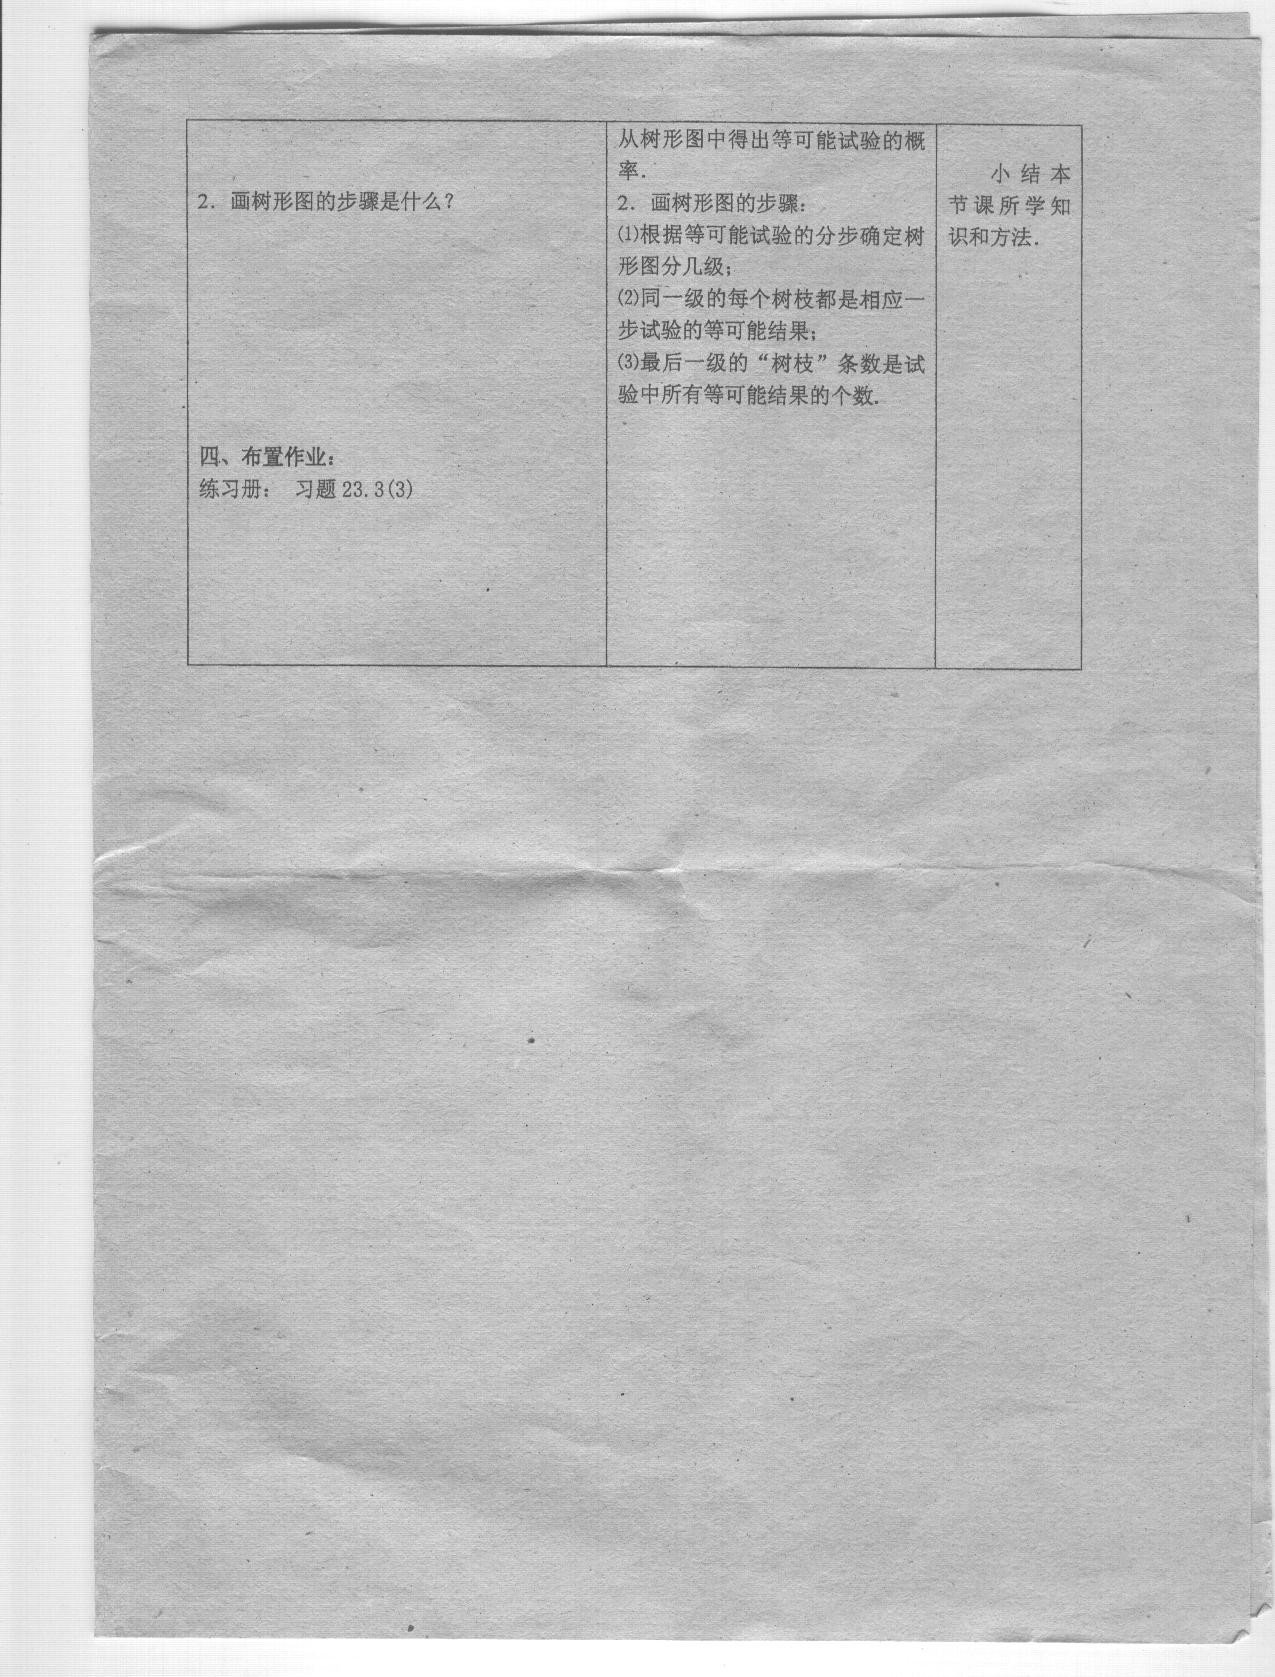 2．画树形图的步骤是什么？
四、布置作业：
练习册： 习题 23.3(3)
从树形图中得出等可能试验的概
率．
2．画树形图的步骤：
⑴根据等可能试验的分步确定树
形图分几级；
⑵同一级的每个树枝都是相应一
步试验的等可能结果；
⑶最后一级的“树枝”条数是试
验中所有等可能结果的个数.
小结本
节课所学知
识和方法．